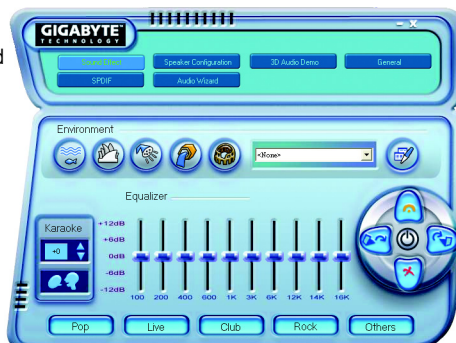 d
GIGABYTE™
TECHNOLOGY
Sound Effect
Speaker Configuration
3D Audio Demo
General
SPDIF
Audio Wizard
Environment
<None>
Equalizer
Karaoke
+0
+12dB
+6dB
0dB
-6dB
-12dB
100 200 400 600 1K 3K 6K 12K 14K 16K
Pop
Live
Club
Rock
Others